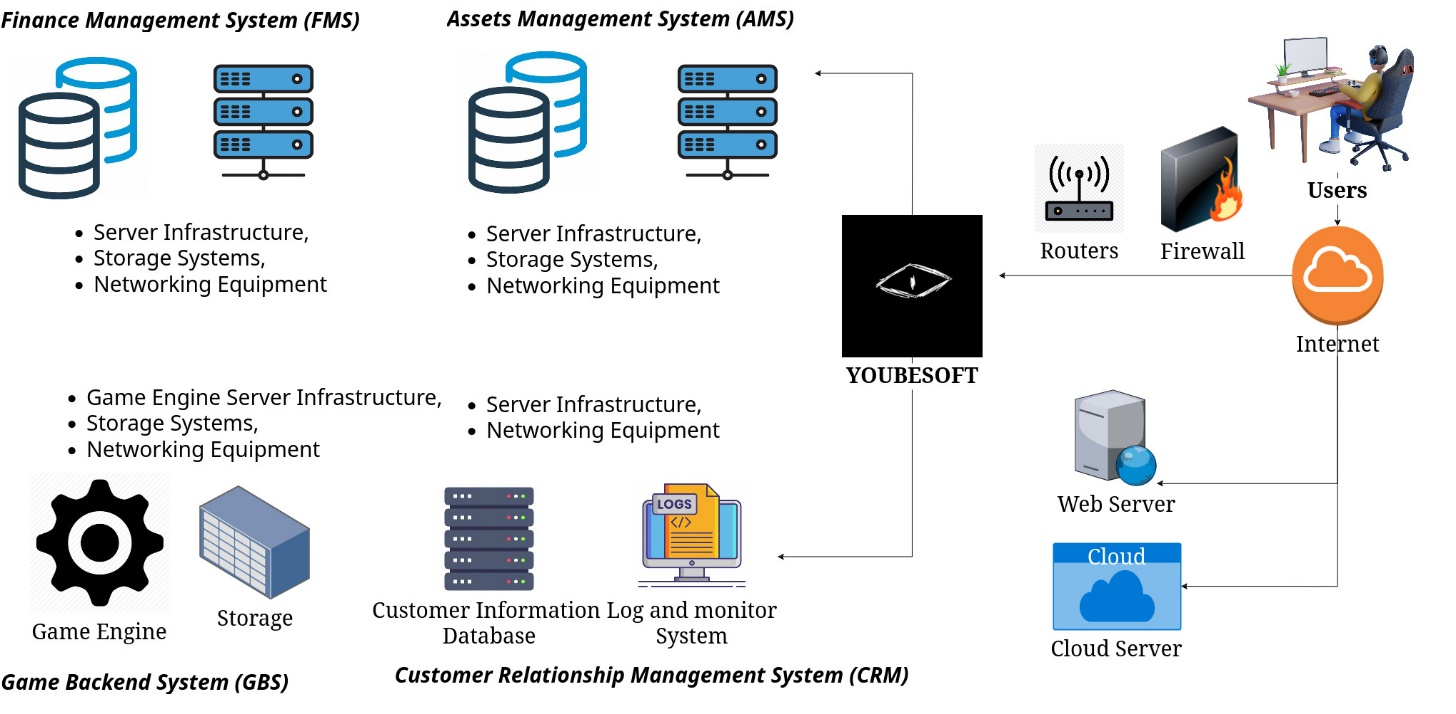 Finance Management System (FMS)
Assets Management System (AMS)
• Server Infrastructure,
• Storage Systems,
• Networking Equipment
• Server Infrastructure,
• Storage Systems,
• Networking Equipment
Routers
Firewall
Users
Internet
YOUBESOFT
• Game Engine Server Infrastructure,
• Storage Systems,
• Networking Equipment
• Server Infrastructure,
• Networking Equipment
LOGS
</>
Game Engine
Storage
Customer Information
Database
Log and monitor
System
Web Server
Cloud
Cloud Server
Game Backend System (GBS)
Customer Relationship Management System (CRM)